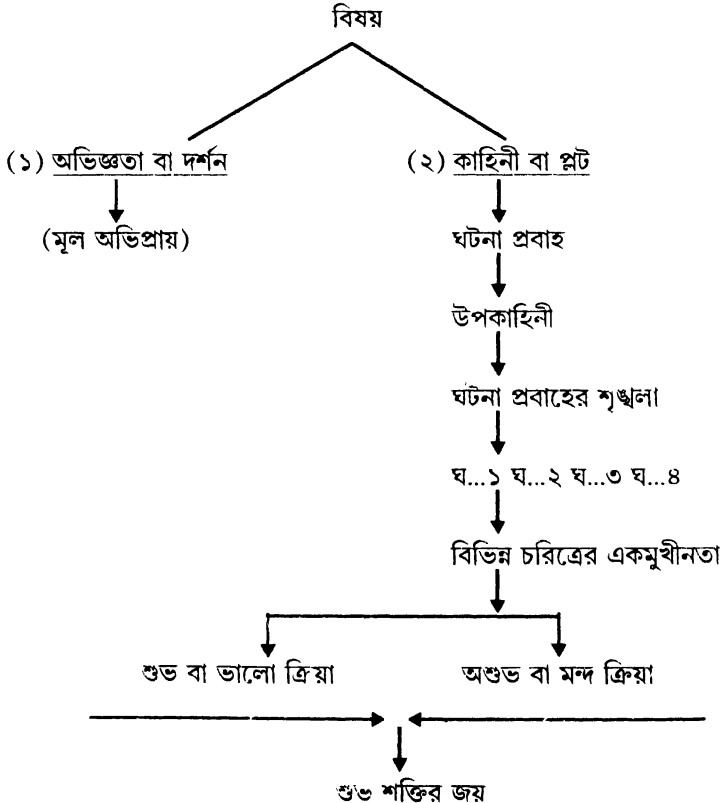 বিষয়
(১) অভিজ্ঞতা বা দর্শন (২) কাহিনী বা প্লট
(মূল অভিপ্রায়) ঘটনা প্রবাহ
উপকাহিনী
ঘটনা প্রবাহের শৃঙ্খলা
ঘ...১ ঘ...২ ঘ...৩ ঘ...৪
বিভিন্ন চরিত্রের একমুখীনতা
শুভ বা ভালো ক্রিয়া অশুভ বা মন্দ ক্রিয়া
শুভ শক্তির জয়